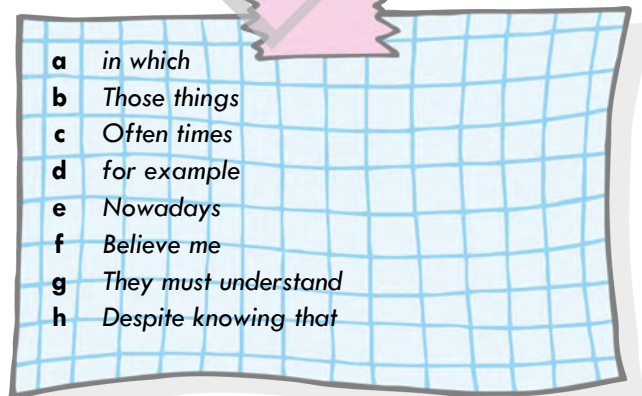 a in which
b Those things
c Often times
d for example
e Nowadays
f Believe me
g They must understand
h Despite knowing that